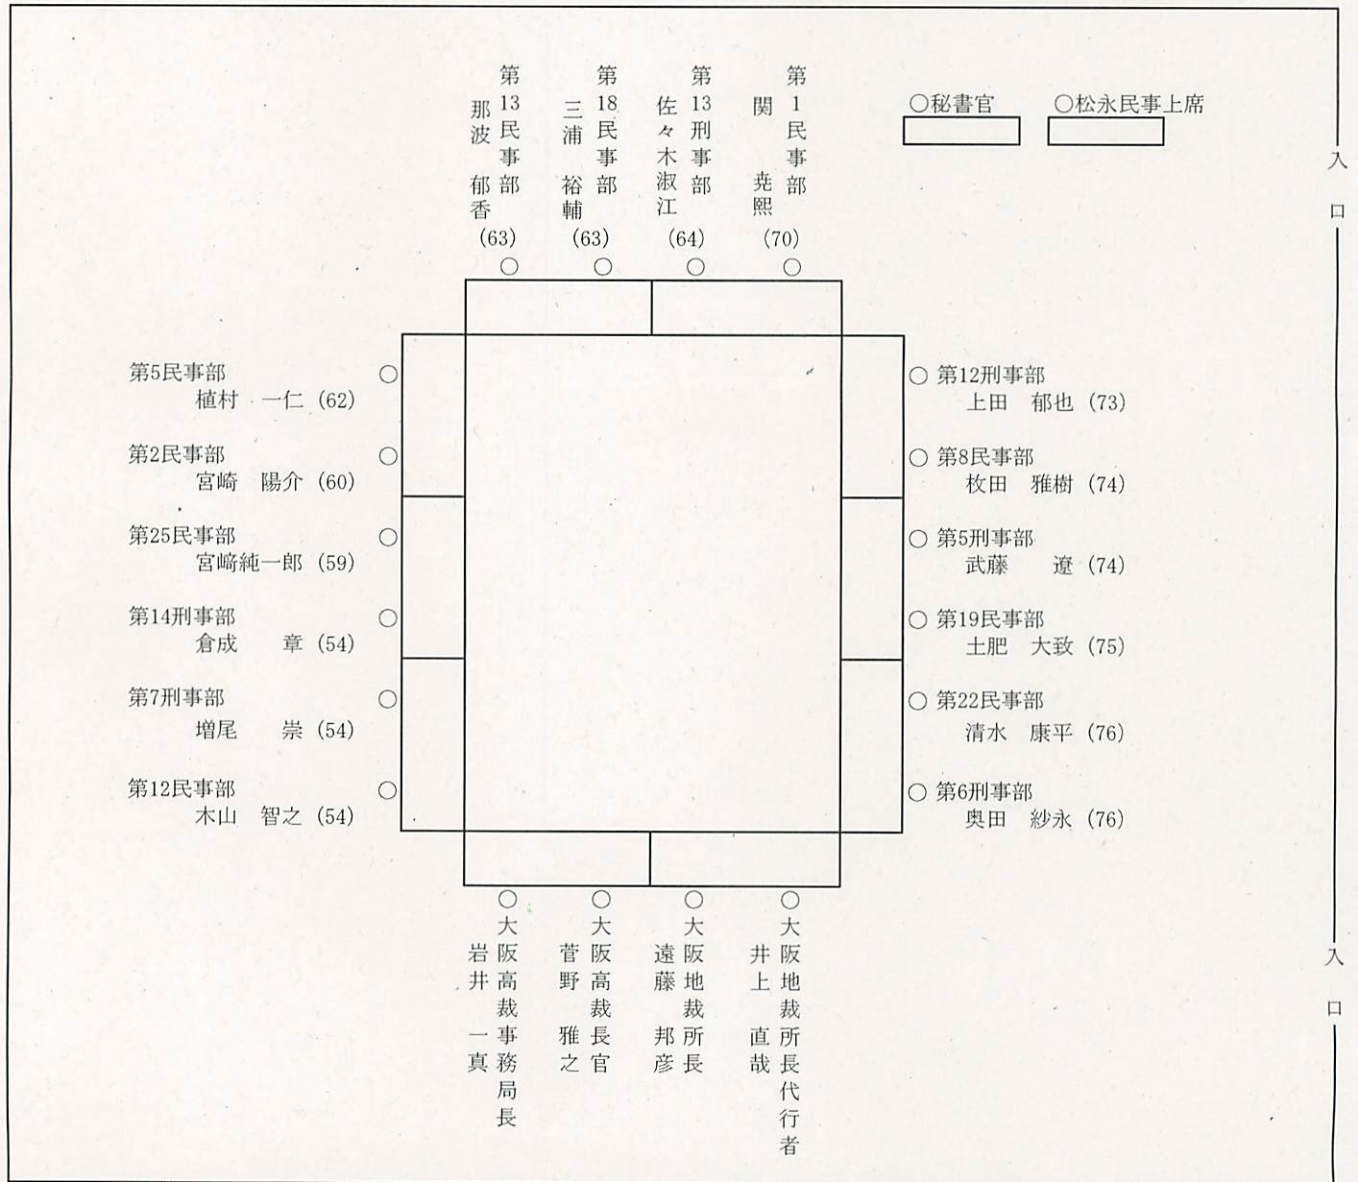 第13民事部
那波　郁香
(63)
○
第18民事部
三浦　裕輔
(63)
○
第13刑事部
佐々木淑江
(64)
○
第1民事部
関　　尭熙
(70)
○
○秘書官
○松永民事上席
入口
第5民事部　○
植村　一仁 (62)
第2民事部　○
宮崎　陽介 (60)
第25民事部　○
宮﨑純一郎 (59)
第14刑事部　○
倉成　　章 (54)
第7刑事部　○
増尾　　崇 (54)
第12民事部　○
木山　智之 (54)
○ 第12刑事部
上田　郁也 (73)
○ 第8民事部
枚田　雅樹 (74)
○ 第5刑事部
武藤　　遼 (74)
○ 第19民事部
土肥　大致 (75)
○ 第22民事部
清水　康平 (76)
○ 第6刑事部
奥田　紗永 (76)
○大阪高裁事務局長
岩井　一真
○大阪高裁長官
菅野　雅之
○大阪地裁所長
遠藤　邦彦
○大阪地裁所長代行者
井上　直哉
入口